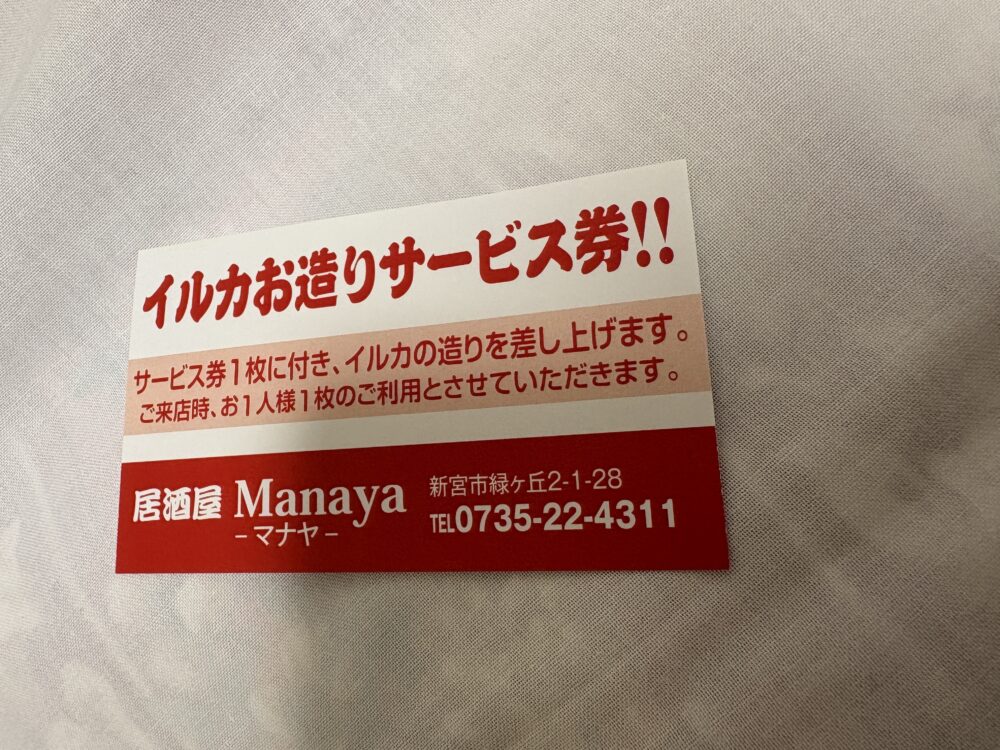 イルカお造りサービス券!!
サービス券1枚に付き、イルカの造りを差し上げます。
ご来店時、お1人様1枚のご利用とさせていただきます。
居酒屋 Manaya
－マナヤ－
新宮市緑ヶ丘2-1-28
TEL0735-22-4311